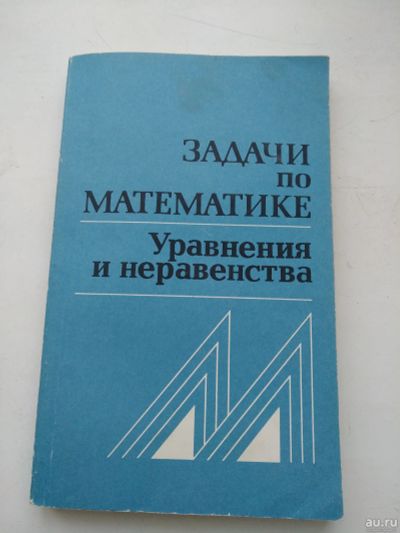 ЗАДАЧИ
ПО
МАТЕМАТИКЕ
Уравнения
и неравенства
au.ru